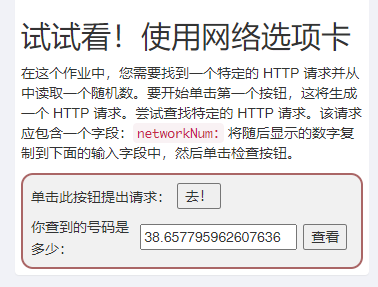 试试看！使用网络选项卡
在这个作业中，您需要找到一个特定的 HTTP 请求并从
中读取一个随机数。要开始单击第一个按钮，这将生成
一个 HTTP 请求。尝试查找特定的 HTTP 请求。该请求
应包含一个字段：networkNum：将随后显示的数字复
制到下面的输入字段中，然后单击检查按钮。
单击此按钮提出请求： 去！
你查到的号码是
多少： 38.657795962607636 查看